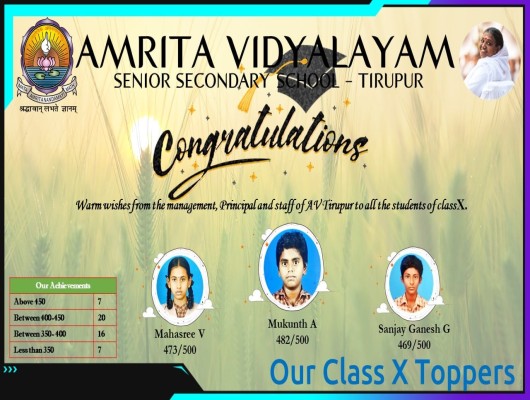 AMRITA VIDYALAYAM
SENIOR SECONDARY SCHOOL - TIRUPUR
श्रद्धावान् लभते ज्ञानम्
Congratulations
Warm wishes from the management, Principal and staff of AV Tirupur to all the students of class X.
Our Achievements
Above 450 7
Between 400-450 20
Between 350-400 16
Less than 350 7
Mahasree V
473/500
Mukunth A
482/500
Sanjay Ganesh G
469/500
Our Class X Toppers